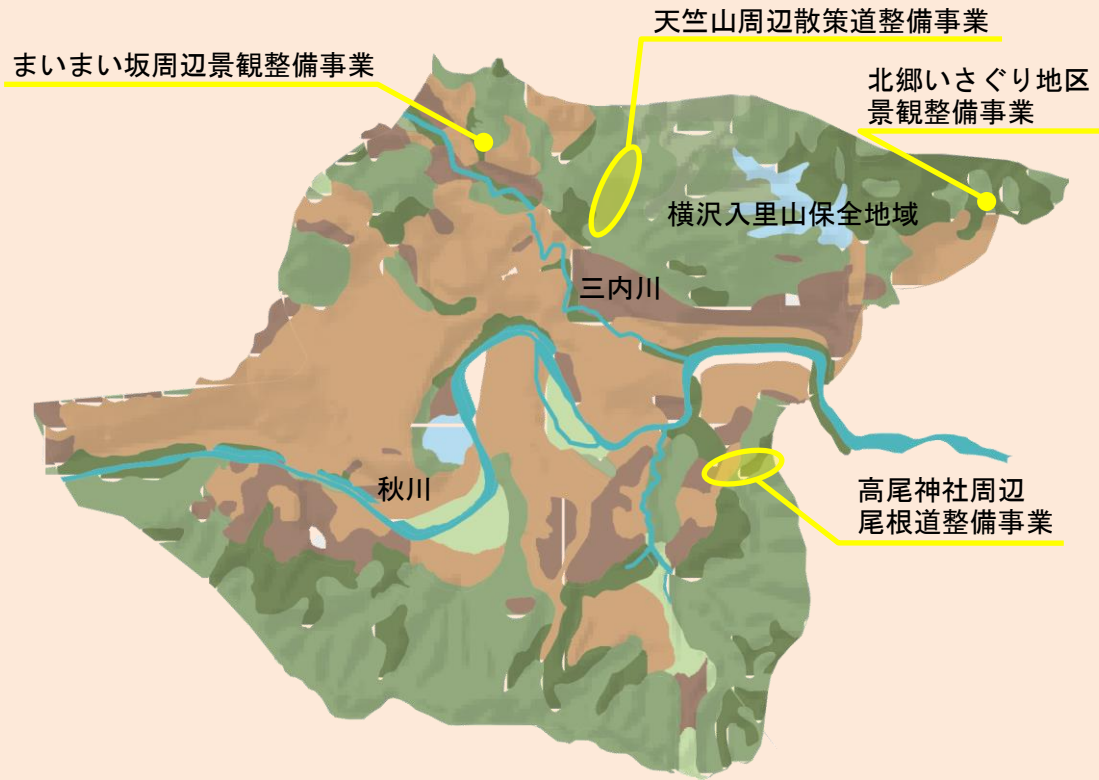 天竺山周辺散策道整備事業
まいまい坂周辺景観整備事業
北郷いさぐり地区
景観整備事業
横沢入里山保全地域
三内川
秋川
高尾神社周辺
尾根道整備事業